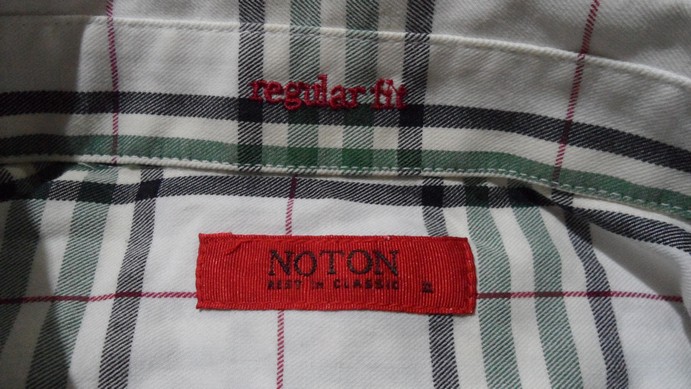 regular fit
NOTON
BEST IN CLASSIC